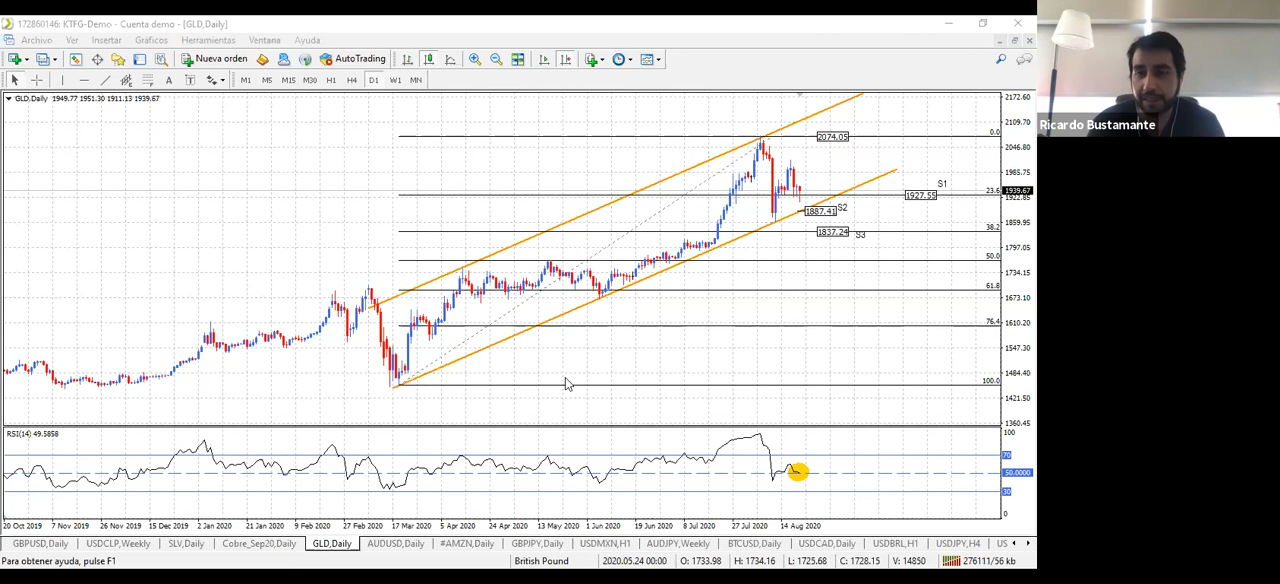 172860146: KTFG-Demo - Cuenta demo - [GLD,Daily]
Archivo Ver Insertar Gráficos Herramientas Ventana Ayuda
Nueva orden AutoTrading
A T M1 M5 M15 M30 H1 H4 D1 W1 MN
GLD,Daily 1949.77 1951.30 1911.13 1939.67
2172.60
2109.70
2074.05 0.0
2046.80
1985.75
S1
23.6 1939.67
1927.55 1922.85
1887.41 S2
1859.95
38.2
1837.24 S3
1797.05
50.0
1734.15
61.8
1673.10
76.4
1610.20
1547.30
1484.40
100.0
1421.50
1360.45
RSI(14) 49.5858
100
70
50.0000
30
0
20 Oct 2019 7 Nov 2019 26 Nov 2019 15 Dec 2019 2 Jan 2020 21 Jan 2020 9 Feb 2020 27 Feb 2020 17 Mar 2020 5 Apr 2020 24 Apr 2020 13 May 2020 1 Jun 2020 19 Jun 2020 8 Jul 2020 27 Jul 2020 14 Aug 2020
GBPUSD,Daily USDCLP,Weekly SLV,Daily Cobre_Sep20,Daily GLD,Daily AUDUSD,Daily #AMZN,Daily GBPJPY,Daily USDMXN,H1 AUDJPY,Weekly BTCUSD,Daily USDCAD,Daily USDBRL,H1 USDJPY,H4 US
Para obtener ayuda, pulse F1 British Pound 2020.05.24 00:00 O: 1733.98 H: 1734.16 L: 1725.68 C: 1728.15 V: 14850 276111/56 kb
Ricardo Bustamante